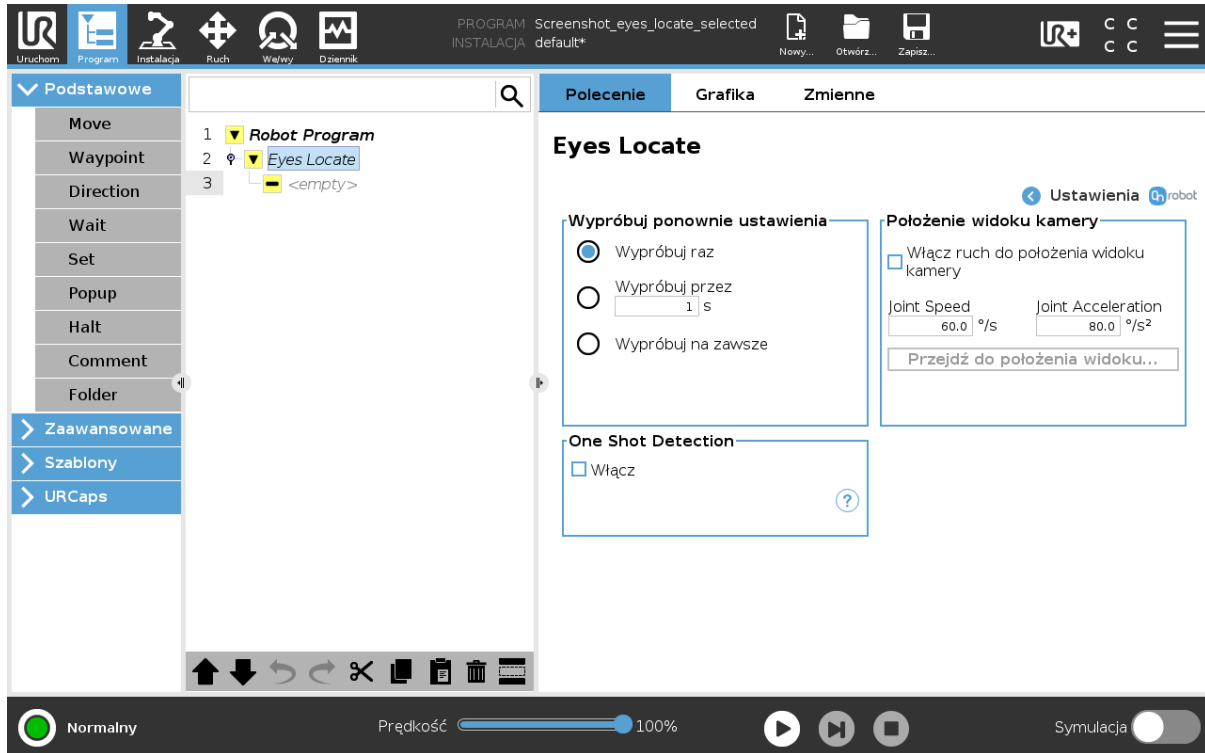 PROGRAM Screenshot_eyes_locate_selected
INSTALACJA default*
Nowy... Otwórz... Zapisz...
UR+
C C
C C
UR
Uruchom Program Instalacja Ruch We/wy Dziennik
Podstawowe
Move
Waypoint
Direction
Wait
Set
Popup
Halt
Comment
Folder
Zaawansowane
Szablony
URCaps
1 Robot Program
2 Eyes Locate
3 <empty>
Polecenie Grafika Zmienne
Eyes Locate
Ustawienia On robot
Wypróbuj ponownie ustawienia
Wypróbuj raz
Wypróbuj przez
1 s
Wypróbuj na zawsze
Położenie widoku kamery
Włącz ruch do położenia widoku
kamery
Joint Speed Joint Acceleration
60.0 °/s 80.0 °/s²
Przejdź do położenia widoku...
One Shot Detection
Włącz
?
Normalny
Prędkość 100%
Symulacja